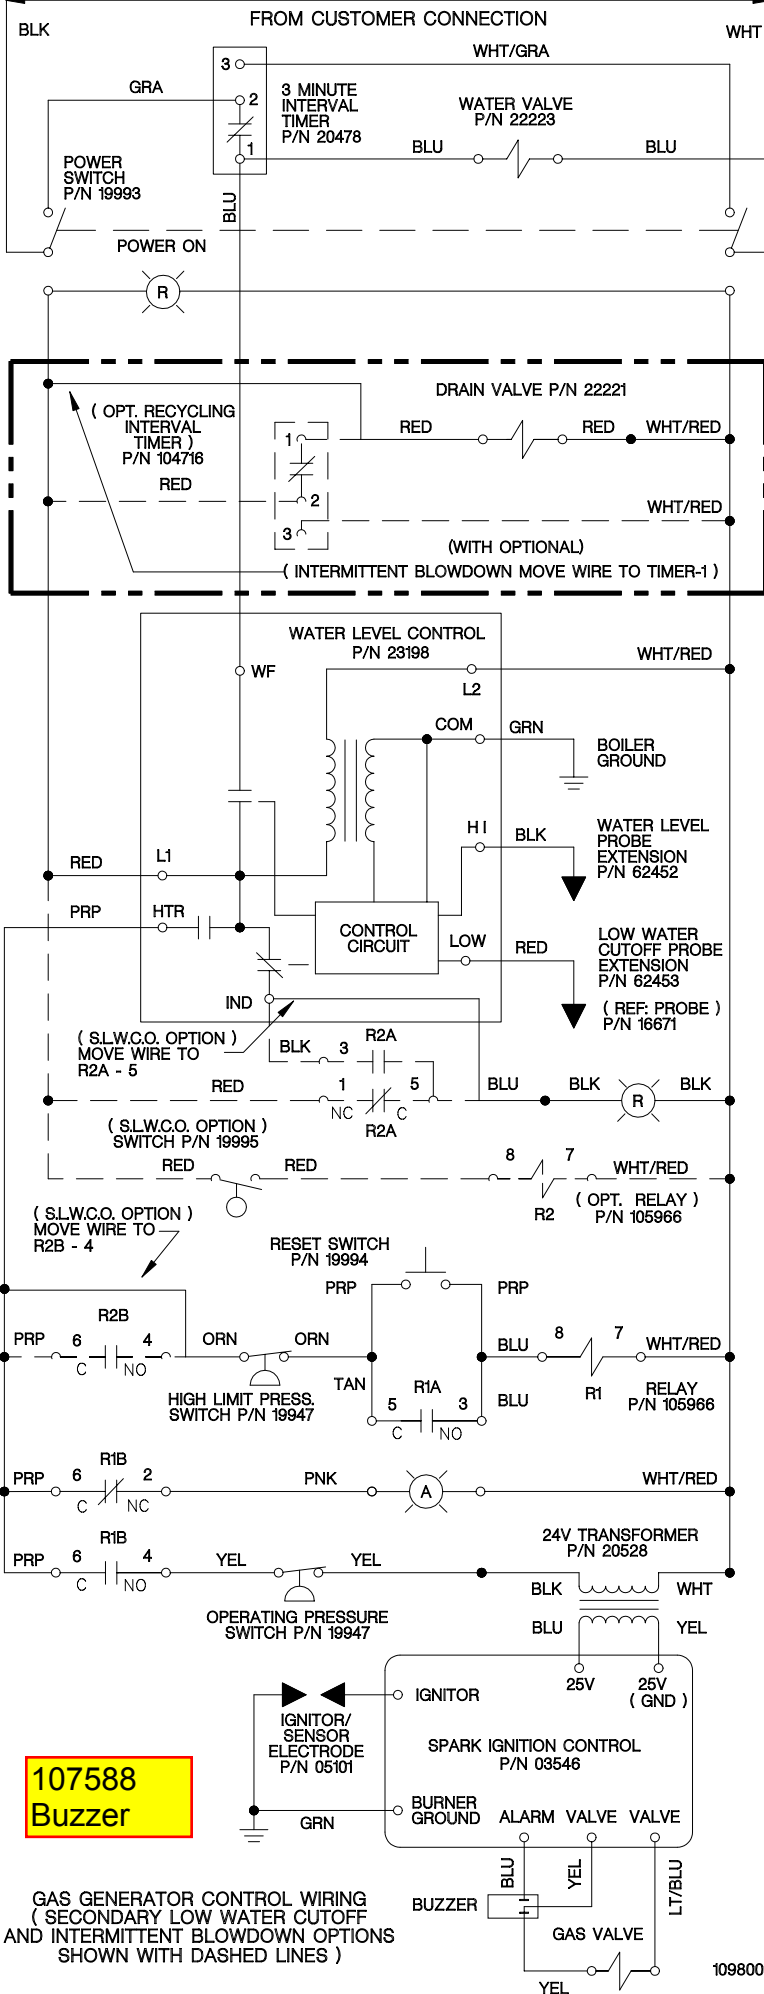 FROM CUSTOMER CONNECTION
BLK
WHT
WHT/GRA
3
GRA
2
3 MINUTE
INTERVAL
TIMER
P/N 20478
WATER VALVE
P/N 22223
1
BLU
BLU
POWER
SWITCH
P/N 19993
BLU
POWER ON
R
DRAIN VALVE P/N 22221
( OPT. RECYCLING
INTERVAL
TIMER )
P/N 104716
1
RED
RED
WHT/RED
RED
2
WHT/RED
3
(WITH OPTIONAL)
( INTERMITTENT BLOWDOWN MOVE WIRE TO TIMER-1 )
WATER LEVEL CONTROL
P/N 23198
WHT/RED
WF
L2
COM
GRN
BOILER
GROUND
HI
BLK
WATER LEVEL
PROBE
EXTENSION
P/N 62452
RED
L1
PRP
HTR
CONTROL
CIRCUIT
LOW
RED
LOW WATER
CUTOFF PROBE
EXTENSION
P/N 62453
( REF: PROBE )
P/N 16671
IND
( S.L.W.C.O. OPTION )
MOVE WIRE TO
R2A - 5
BLK
3
R2A
RED
1
NC
R2A
C
5
BLU
BLK
R
BLK
( S.L.W.C.O. OPTION )
SWITCH P/N 19995
RED
RED
8
7
WHT/RED
R2
( OPT. RELAY )
P/N 105966
( S.L.W.C.O. OPTION )
MOVE WIRE TO
R2B - 4
RESET SWITCH
P/N 19994
PRP
PRP
R2B
PRP
6
C
4
NO
ORN
ORN
HIGH LIMIT PRESS.
SWITCH P/N 19947
TAN
R1A
5
C
3
NO
BLU
BLU
8
7
WHT/RED
R1
RELAY
P/N 105966
R1B
PRP
6
C
2
NC
PNK
A
WHT/RED
R1B
PRP
6
C
4
NO
YEL
YEL
OPERATING PRESSURE
SWITCH P/N 19947
24V TRANSFORMER
P/N 20528
BLK
WHT
BLU
YEL
25V
25V
( GND )
IGNITOR
IGNITOR/
SENSOR
ELECTRODE
P/N 05101
SPARK IGNITION CONTROL
P/N 03546
107588
Buzzer
BURNER
GROUND
GRN
ALARM
VALVE
VALVE
BLU
YEL
LT/BLU
BUZZER
GAS VALVE
YEL
GAS GENERATOR CONTROL WIRING
( SECONDARY LOW WATER CUTOFF
AND INTERMITTENT BLOWDOWN OPTIONS
SHOWN WITH DASHED LINES )
109800